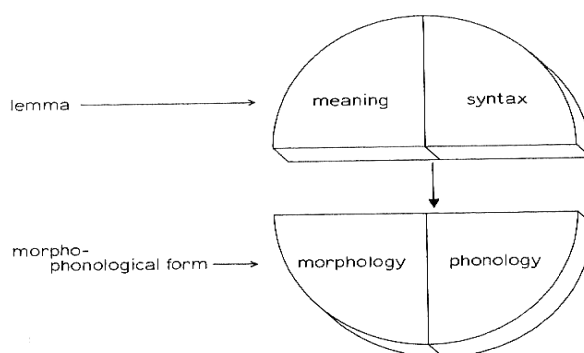 meaning syntax
lemma
morpho-
phonological form
morphology phonology